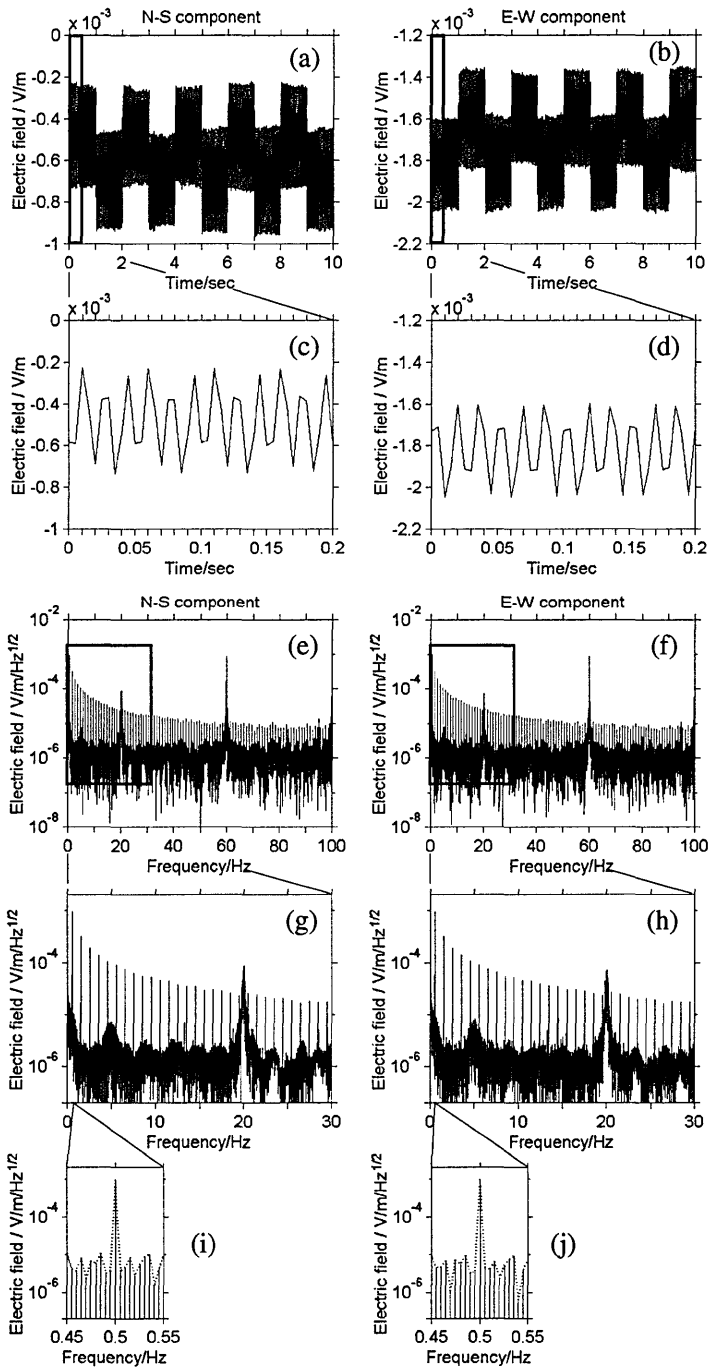 N-S component
E-W component
x 10^-3
0
-0.2
-0.4
-0.6
-0.8
-1
Electric field / V/m
(a)
0 2 4 6 8 10
Time/sec
x 10^-3
-1.2
-1.4
-1.6
-1.8
-2
-2.2
Electric field / V/m
(b)
0 2 4 6 8 10
Time/sec
x 10^-3
0
-0.2
-0.4
-0.6
-0.8
-1
Electric field / V/m
(c)
0 0.05 0.1 0.15 0.2
Time/sec
x 10^-3
-1.2
-1.4
-1.6
-1.8
-2
-2.2
Electric field / V/m
(d)
0 0.05 0.1 0.15 0.2
Time/sec
N-S component
E-W component
10^-2
10^-4
10^-6
10^-8
Electric field / V/m/Hz^1/2
(e)
0 20 40 60 80 100
Frequency/Hz
10^-2
10^-4
10^-6
10^-8
Electric field / V/m/Hz^1/2
(f)
0 20 40 60 80 100
Frequency/Hz
10^-4
10^-6
Electric field / V/m/Hz^1/2
(g)
0 10 20 30
Frequency/Hz
10^-4
10^-6
Electric field / V/m/Hz^1/2
(h)
0 10 20 30
Frequency/Hz
10^-4
10^-6
Electric field / V/m/Hz^1/2
(i)
0.45 0.5 0.55
Frequency/Hz
10^-4
10^-6
Electric field / V/m/Hz^1/2
(j)
0.45 0.5 0.55
Frequency/Hz